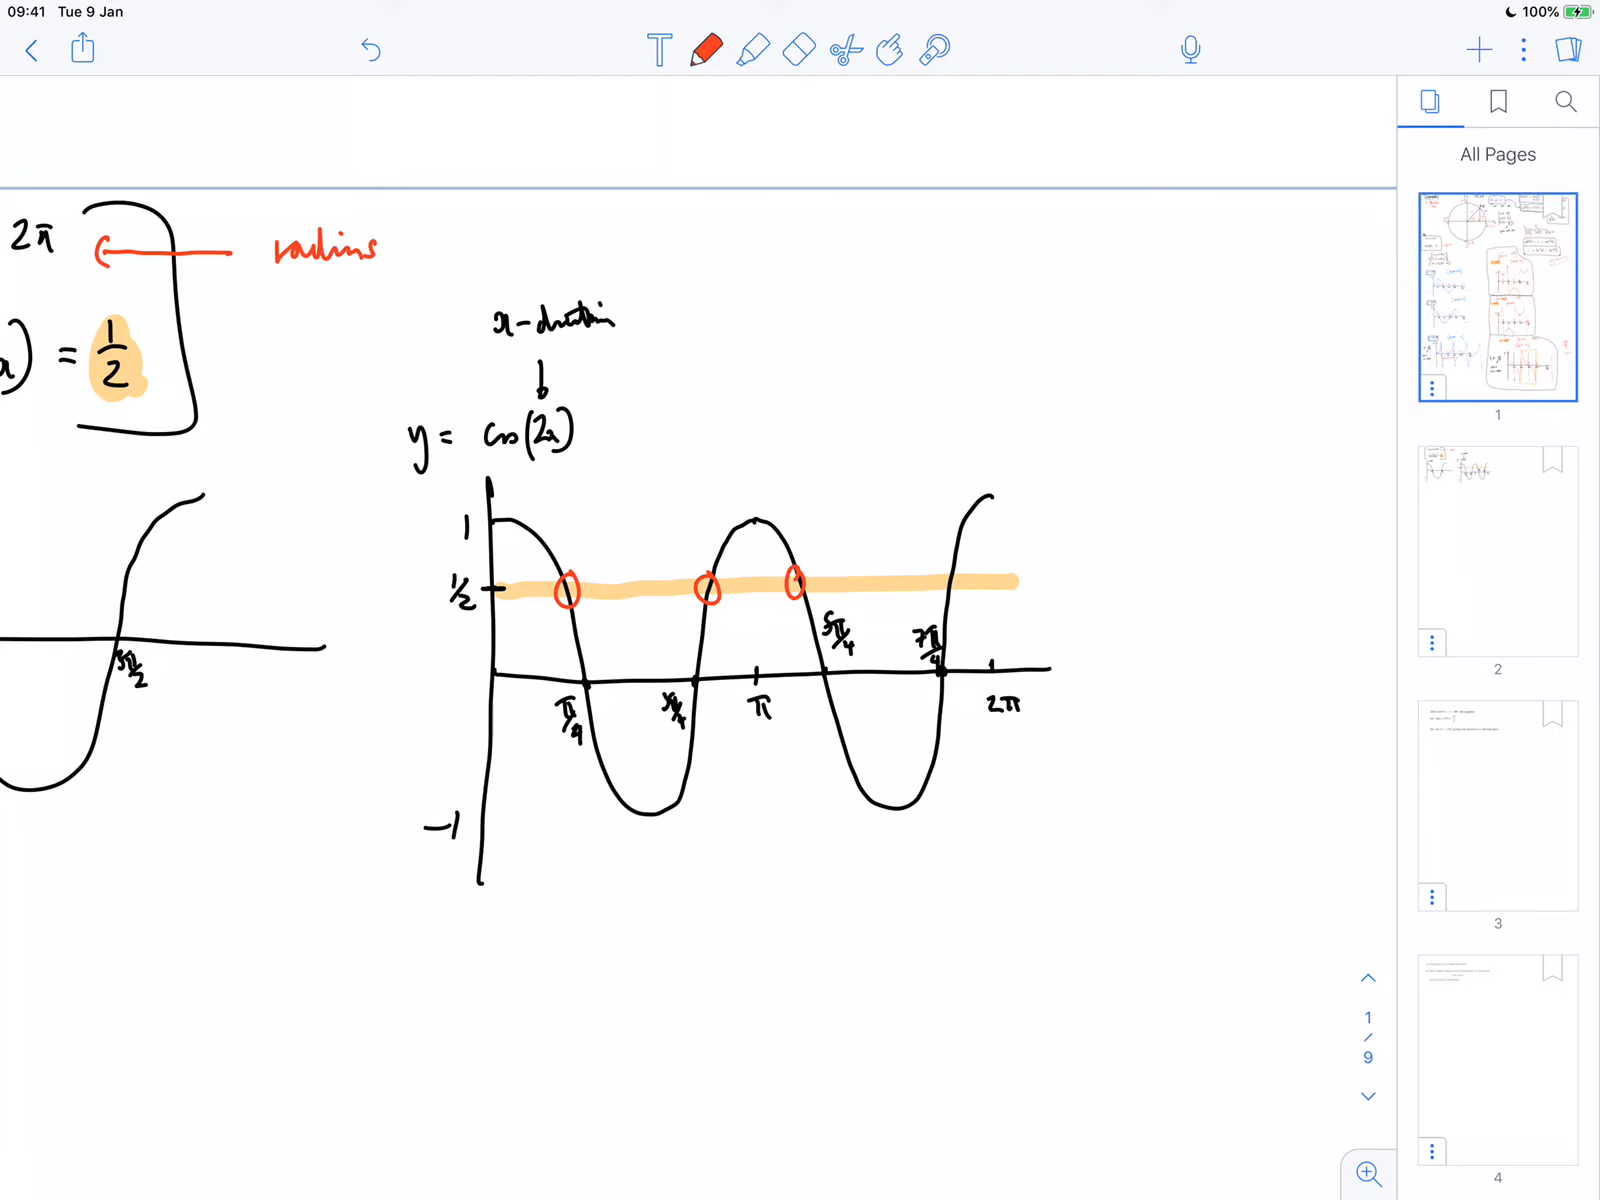 09:41 Tue 9 Jan
100%
T
All Pages
2π
radians
x) = 1/2
x-direction
y = cos(2x)
1
1/2
-1
π/4
3π/4
π
5π/4
7π/4
2π
3π/2
1
/
9
1
2
3
4